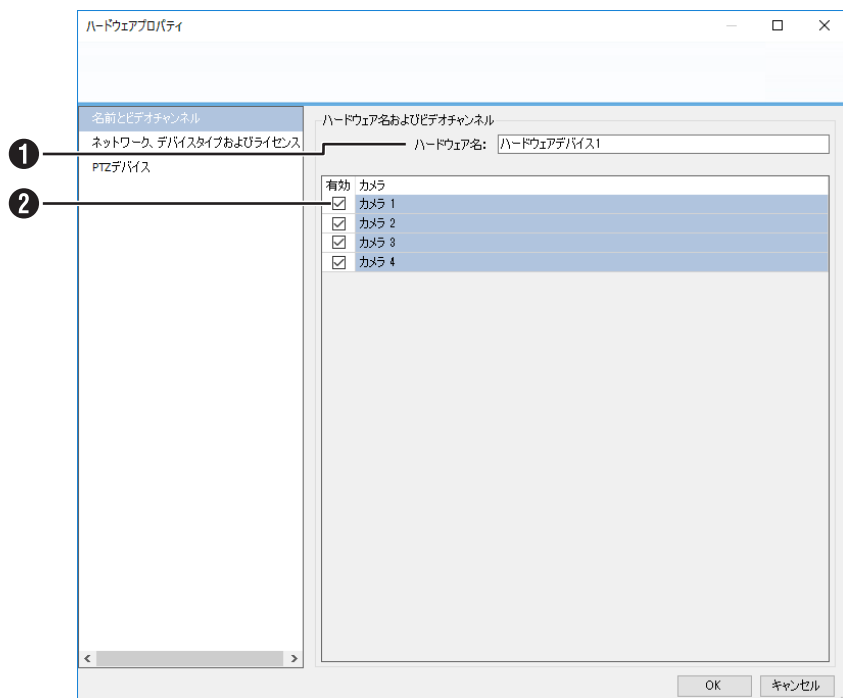 ハードウェアプロパティ
名前とビデオチャンネル
ネットワーク、デバイスタイプおよびライセンス
PTZデバイス
❶
❷
ハードウェア名およびビデオチャンネル
ハードウェア名: ハードウェアデバイス1
有効 カメラ
カメラ 1
カメラ 2
カメラ 3
カメラ 4
OK キャンセル